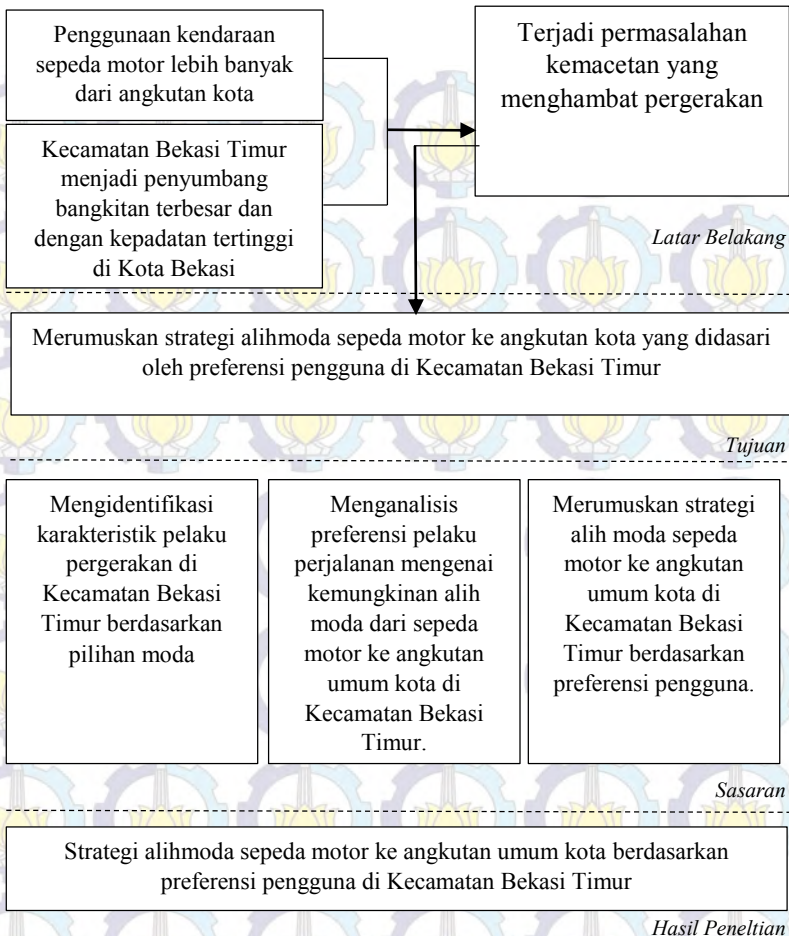 Penggunaan kendaraan
sepeda motor lebih banyak
dari angkutan kota
Kecamatan Bekasi Timur
menjadi penyumbang
bangkitan terbesar dan
dengan kepadatan tertinggi
di Kota Bekasi
Terjadi permasalahan
kemacetan yang
menghambat pergerakan
Latar Belakang
Merumuskan strategi alihmoda sepeda motor ke angkutan kota yang didasari
oleh preferensi pengguna di Kecamatan Bekasi Timur
Tujuan
Mengidentifikasi
karakteristik pelaku
pergerakan di
Kecamatan Bekasi
Timur berdasarkan
pilihan moda
Menganalisis
preferensi pelaku
perjalanan mengenai
kemungkinan alih
moda dari sepeda
motor ke angkutan
umum kota di
Kecamatan Bekasi
Timur.
Merumuskan strategi
alih moda sepeda
motor ke angkutan
umum kota di
Kecamatan Bekasi
Timur berdasarkan
preferensi pengguna.
Sasaran
Strategi alihmoda sepeda motor ke angkutan umum kota berdasarkan
preferensi pengguna di Kecamatan Bekasi Timur
Hasil Peneltian